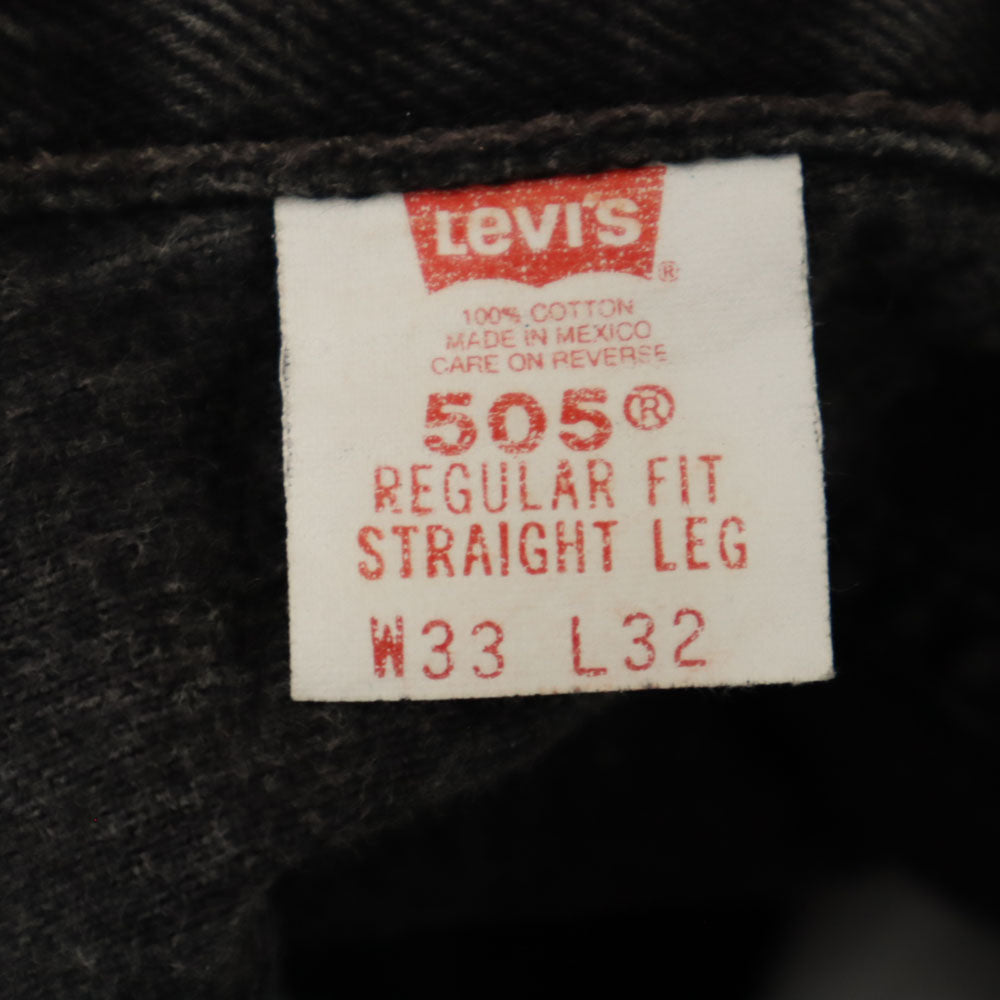 LEVI'S ®
100% COTTON
MADE IN MEXICO
CARE ON REVERSE
505®
REGULAR FIT
STRAIGHT LEG
W33 L32